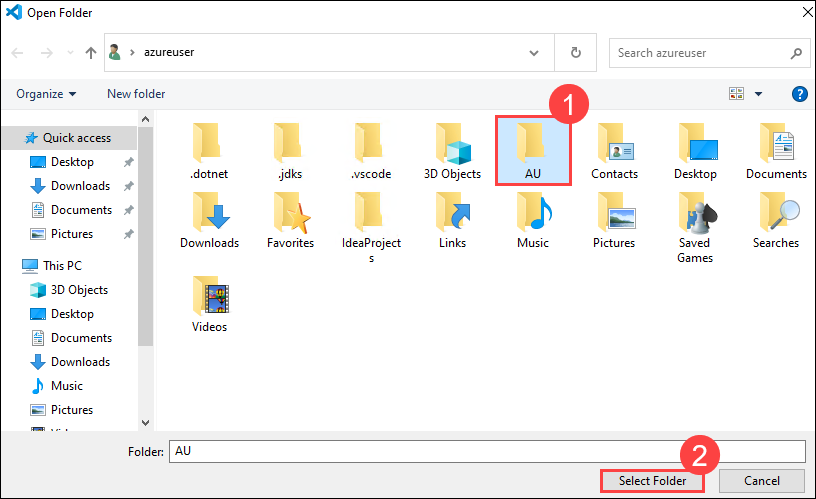 Open Folder
azureuser
Search azureuser
Organize
New folder
?
1
Quick access
Desktop
Downloads
Documents
Pictures
This PC
3D Objects
Desktop
Documents
Downloads
Music
Pictures
.dotnet
.jdks
.vscode
3D Objects
AU
Contacts
Desktop
Documents
Downloads
Favorites
IdeaProject
s
Links
Music
Pictures
Saved
Games
Searches
Videos
Folder:
AU
2
Select Folder
Cancel